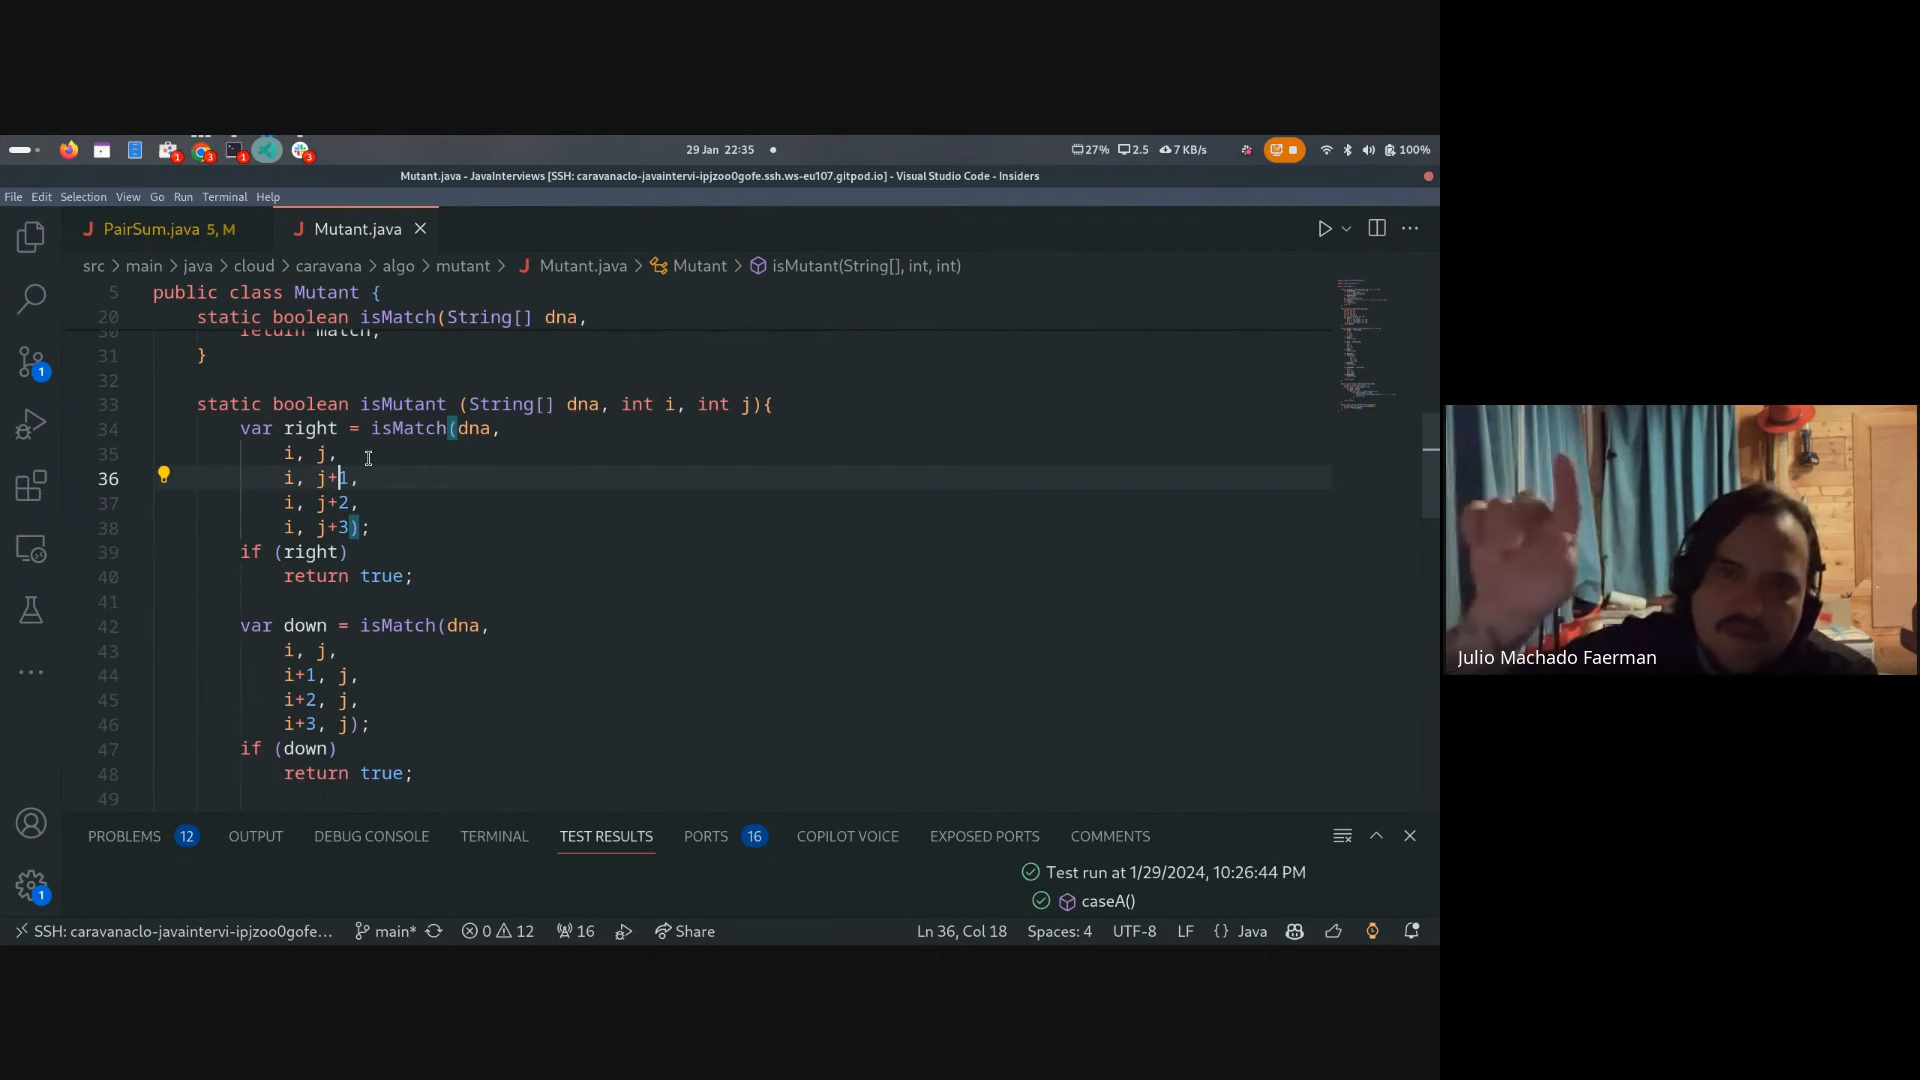 29 Jan 22:35
27% 2.5 7 KB/s 100%
Mutant.java - JavaInterviews [SSH: caravanaclo-javaintervi-ipjzoo0gofe.ssh.ws-eu107.gitpod.io] - Visual Studio Code - Insiders
File Edit Selection View Go Run Terminal Help
PairSum.java 5, M Mutant.java
src > main > java > cloud > caravana > algo > mutant > Mutant.java > Mutant > isMutant(String[], int, int)
5 public class Mutant {
20 static boolean isMatch(String[] dna,
30 return match;
31 }
32
33 static boolean isMutant (String[] dna, int i, int j){
34 var right = isMatch(dna,
35 i, j,
36 i, j+1,
37 i, j+2,
38 i, j+3);
39 if (right)
40 return true;
41
42 var down = isMatch(dna,
43 i, j,
44 i+1, j,
45 i+2, j,
46 i+3, j);
47 if (down)
48 return true;
49
PROBLEMS 12 OUTPUT DEBUG CONSOLE TERMINAL TEST RESULTS PORTS 16 COPILOT VOICE EXPOSED PORTS COMMENTS
Test run at 1/29/2024, 10:26:44 PM
caseA()
SSH: caravanaclo-javaintervi-ipjzoo0gofe... main* 0 12 16 Share Ln 36, Col 18 Spaces: 4 UTF-8 LF {} Java
Julio Machado Faerman